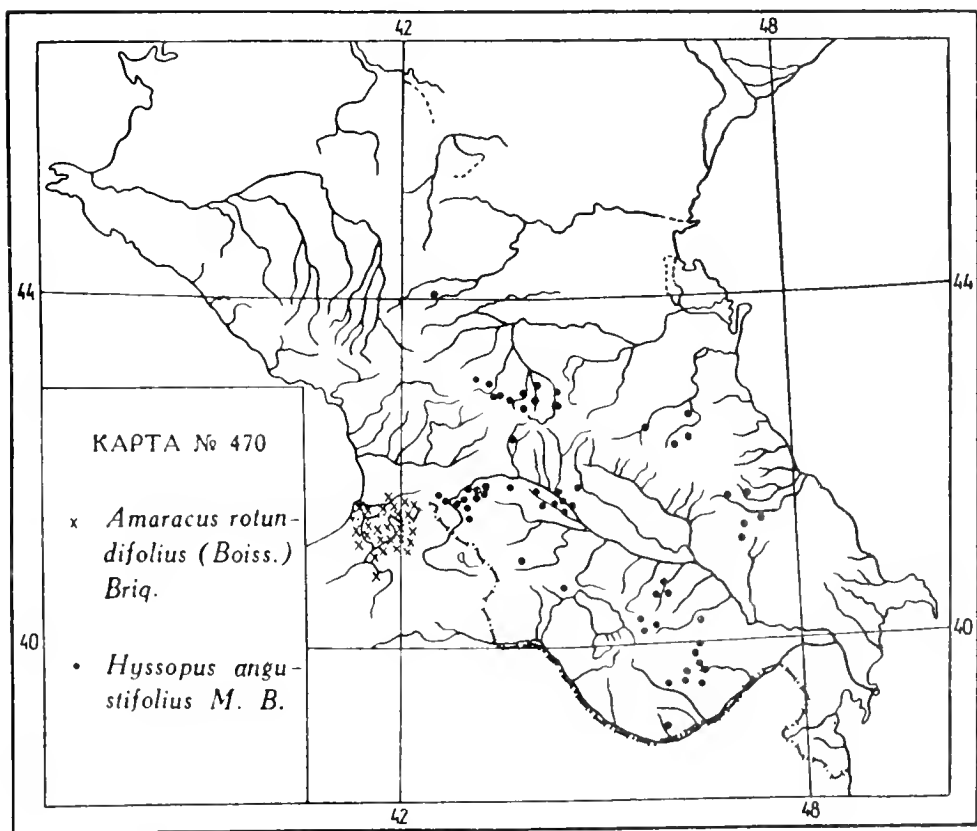 42 48
44 44
КАРТА № 470
x Amaracus rotun-
difolius (Boiss.)
Briq.
40 40
• Hyssopus angu-
stifolius M. B.
42 48